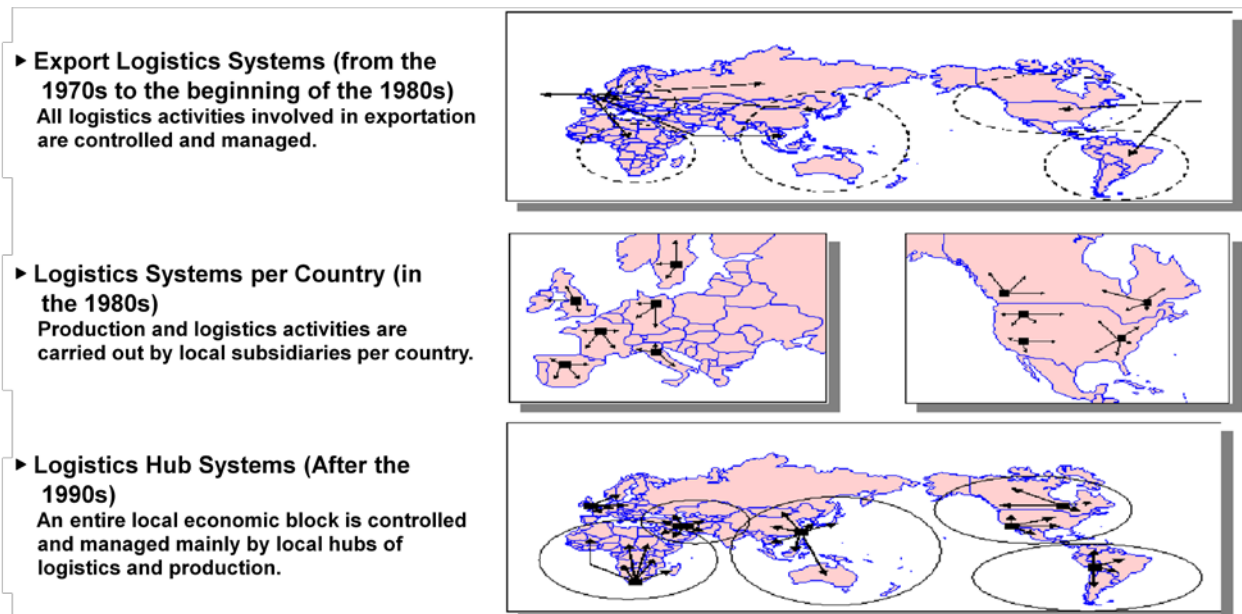 ▶ Export Logistics Systems (from the
1970s to the beginning of the 1980s)
All logistics activities involved in exportation
are controlled and managed.
▶ Logistics Systems per Country (in
the 1980s)
Production and logistics activities are
carried out by local subsidiaries per country.
▶ Logistics Hub Systems (After the
1990s)
An entire local economic block is controlled
and managed mainly by local hubs of
logistics and production.